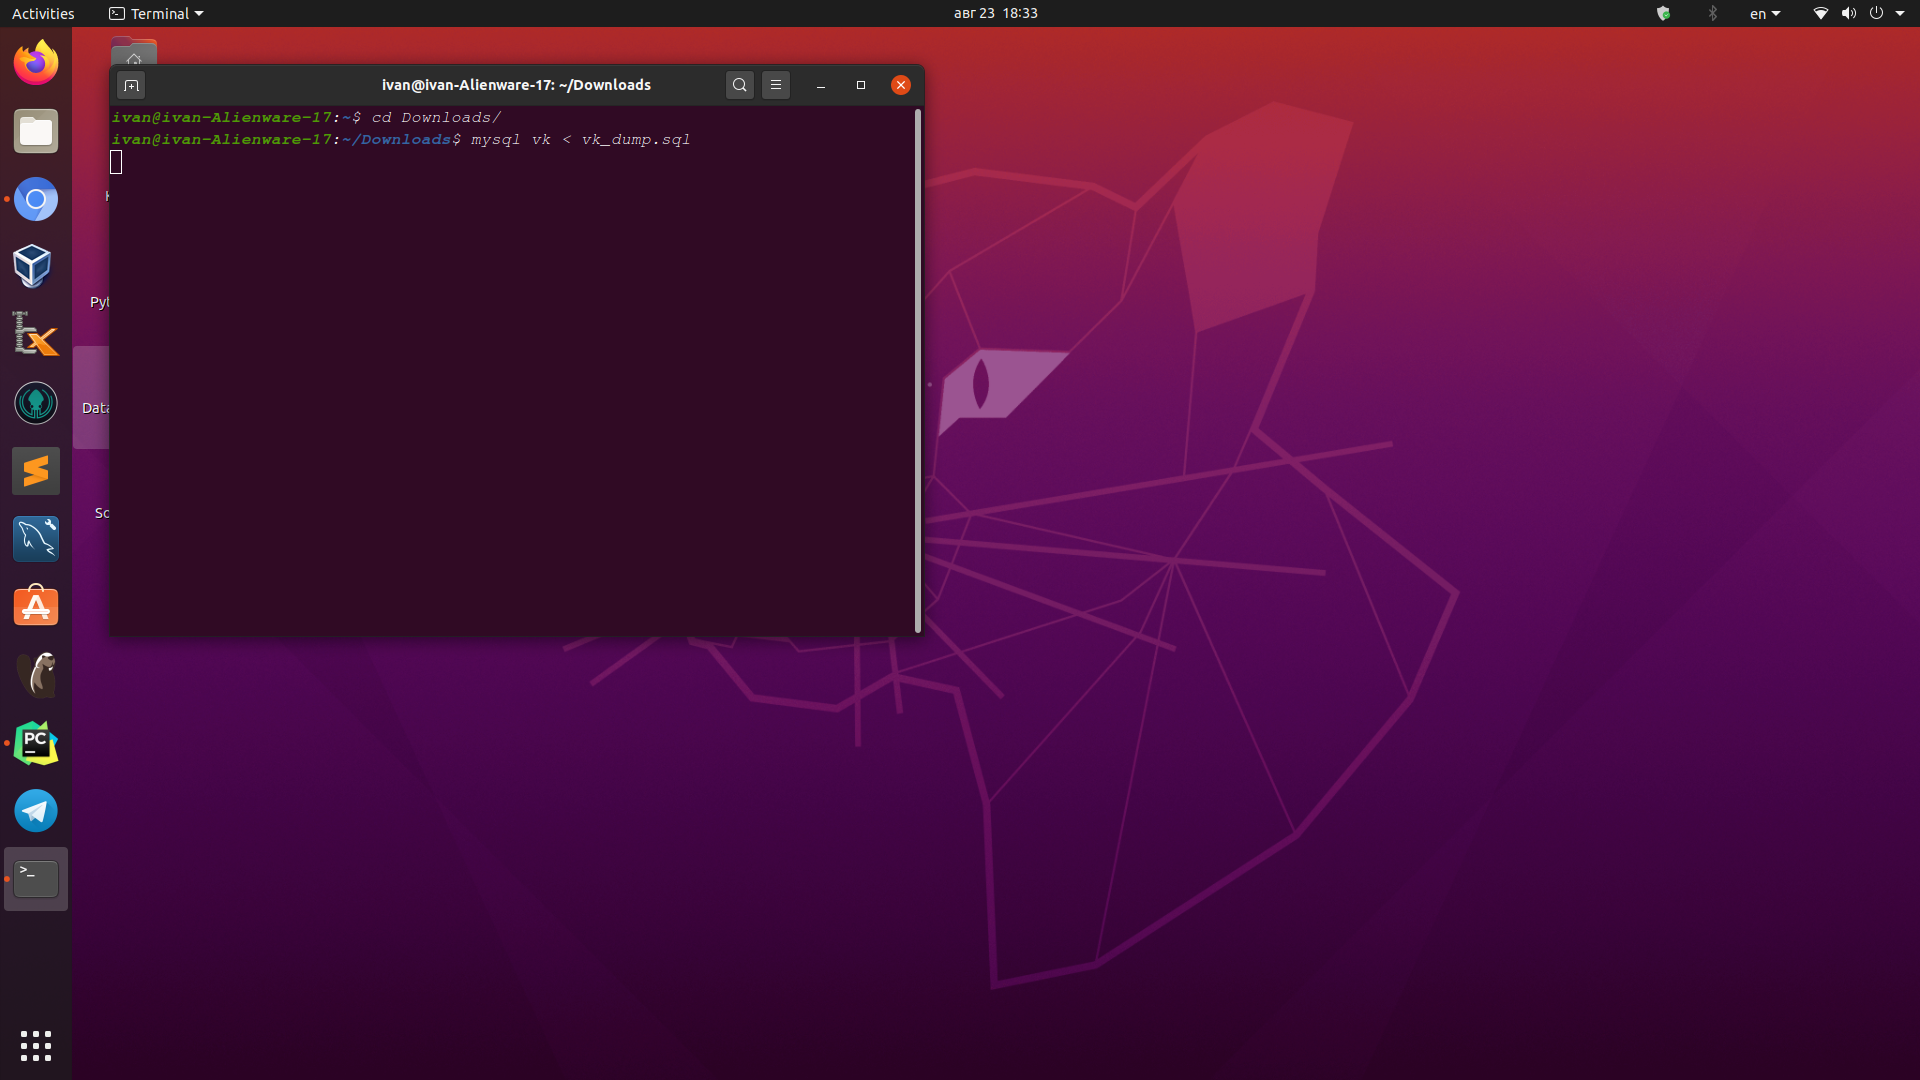 Activities
Terminal
авг 23 18:33
en
ivan@ivan-Alienware-17: ~/Downloads
ivan@ivan-Alienware-17:~$ cd Downloads/
ivan@ivan-Alienware-17:~/Downloads$ mysql vk < vk_dump.sql
Pyt
Data
So
PC
>_